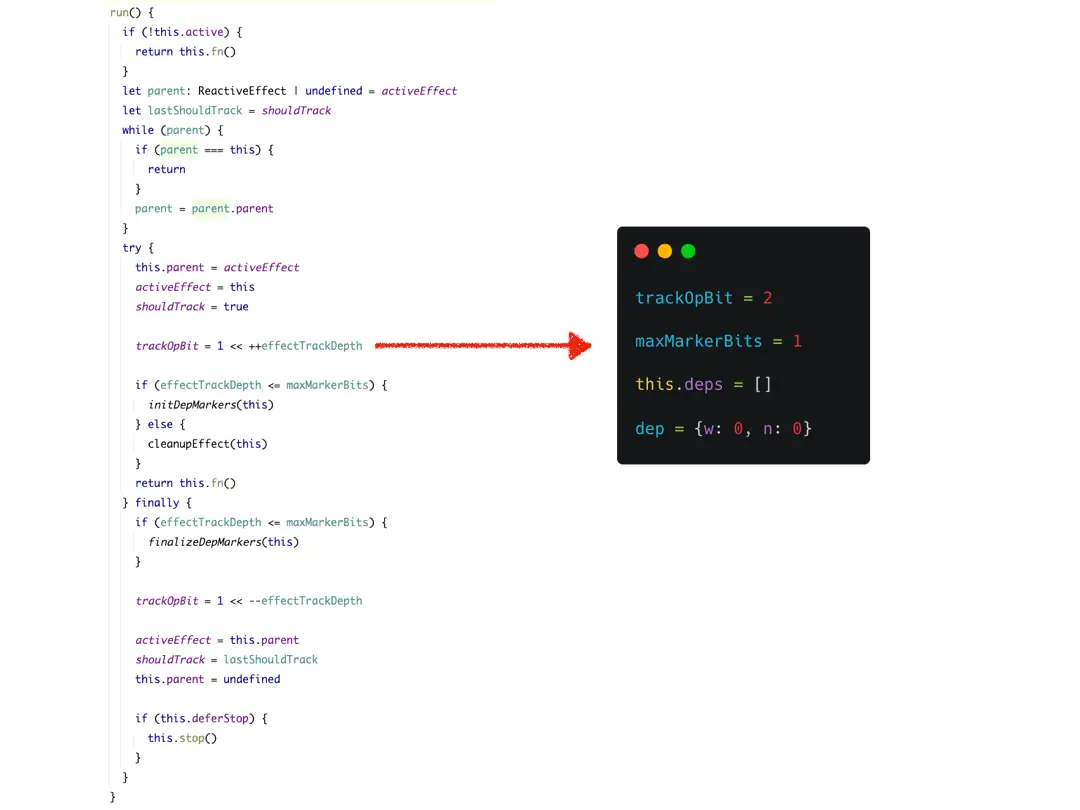 run() {
if (!this.active) {
return this.fn()
}
let parent: ReactiveEffect | undefined = activeEffect
let lastShouldTrack = shouldTrack
while (parent) {
if (parent === this) {
return
}
parent = parent.parent
}
try {
this.parent = activeEffect
activeEffect = this
shouldTrack = true
trackOpBit = 1 << ++effectTrackDepth
if (effectTrackDepth <= maxMarkerBits) {
initDepMarkers(this)
} else {
cleanupEffect(this)
}
return this.fn()
} finally {
if (effectTrackDepth <= maxMarkerBits) {
finalizeDepMarkers(this)
}
trackOpBit = 1 << --effectTrackDepth
activeEffect = this.parent
shouldTrack = lastShouldTrack
this.parent = undefined
if (this.deferStop) {
this.stop()
}
}
}
trackOpBit = 2
maxMarkerBits = 1
this.deps = []
dep = {w: 0, n: 0}